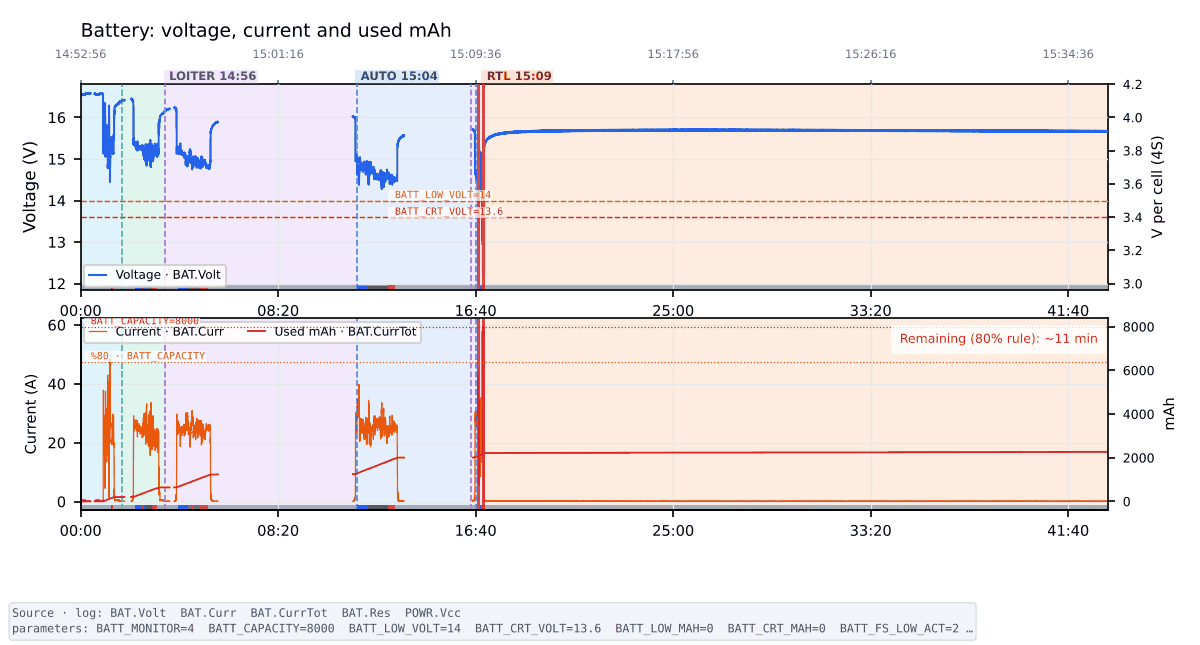 Battery: voltage, current and used mAh
14:52:56 15:01:16 15:09:36 15:17:56 15:26:16 15:34:36
LOITER 14:56 AUTO 15:04 RTL 15:09
Voltage (V)
16
15
14
13
12
4.2
4.0
3.8
3.6
3.4
3.2
3.0
V per cell (4S)
BATT_LOW_VOLT=14
BATT_CRT_VOLT=13.6
Voltage · BAT.Volt
00:00 08:20 16:40 25:00 33:20 41:40
BATT_CAPACITY=8000
Current · BAT.Curr Used mAh · BAT.CurrTot
Remaining (80% rule): ~11 min
%80 · BATT_CAPACITY
Current (A)
60
40
20
0
8000
6000
4000
2000
0
mAh
00:00 08:20 16:40 25:00 33:20 41:40
Source · log: BAT.Volt BAT.Curr BAT.CurrTot BAT.Res POWR.Vcc
parameters: BATT_MONITOR=4 BATT_CAPACITY=8000 BATT_LOW_VOLT=14 BATT_CRT_VOLT=13.6 BATT_LOW_MAH=0 BATT_CRT_MAH=0 BATT_FS_LOW_ACT=2 …